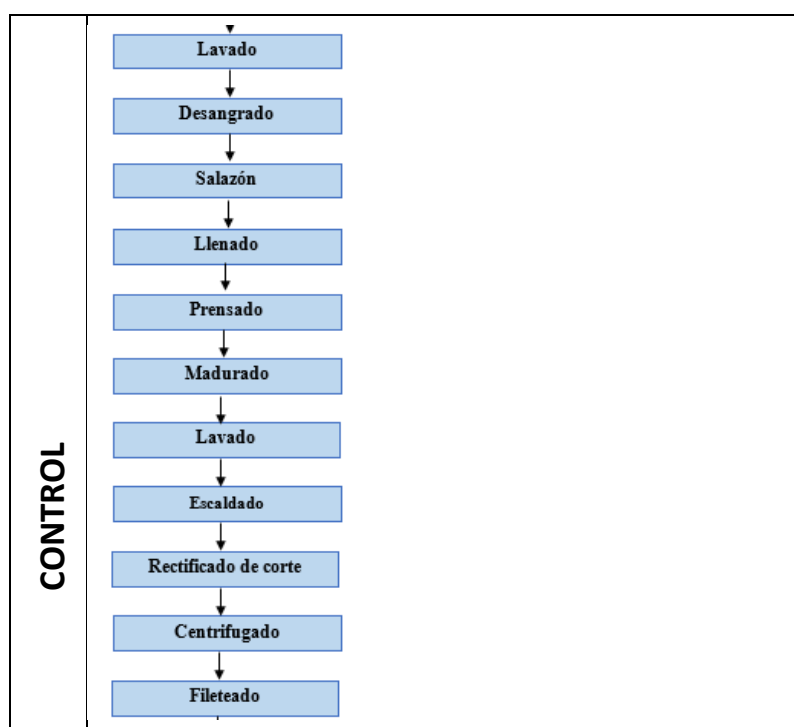 CONTROL
Lavado
Desangrado
Salazón
Llenado
Prensado
Madurado
Lavado
Escaldado
Rectificado de corte
Centrifugado
Fileteado